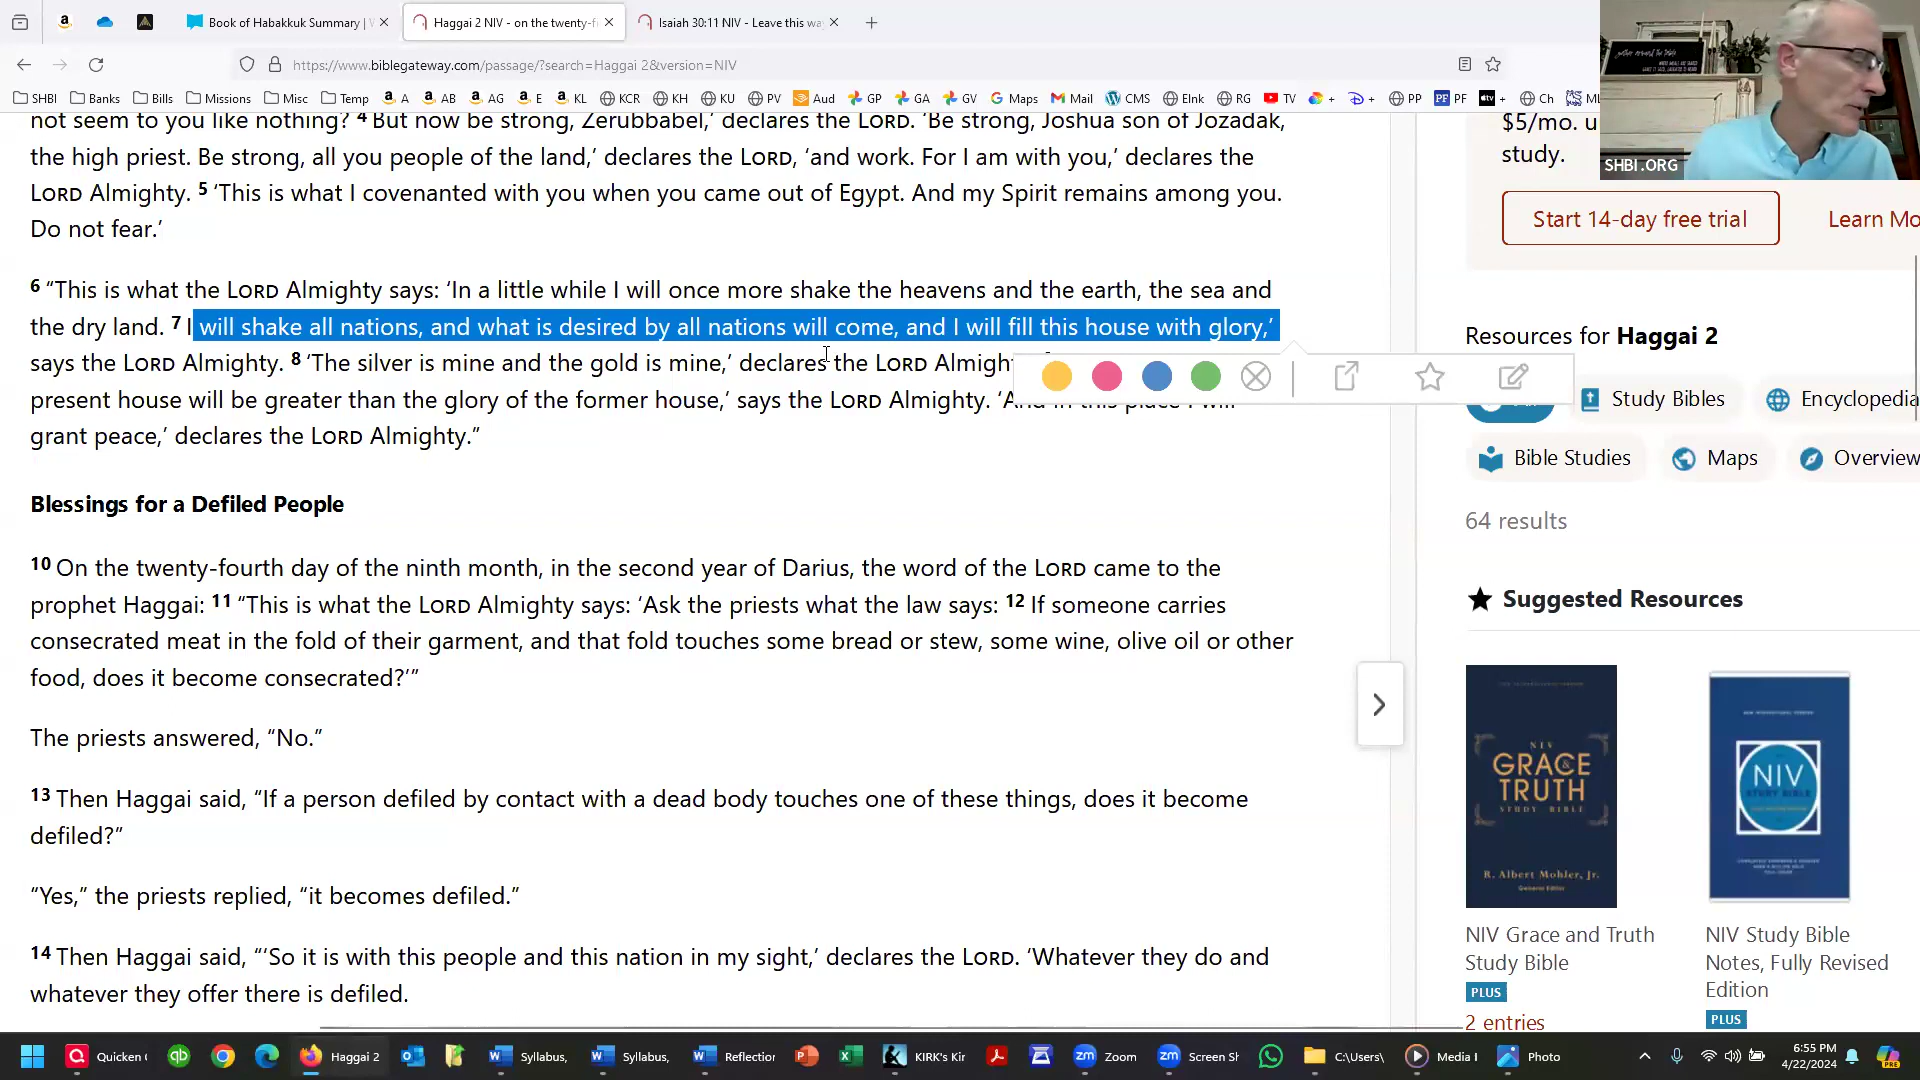 Book of Habakkuk Summary |
Haggai 2 NIV - on the twenty-f
Isaiah 30:11 NIV - Leave this wa
https://www.biblegateway.com/passage/?search=Haggai 2&version=NIV
SHBI Banks Bills Missions Misc Temp A AB AG E KL KCR KH KU PV Aud GP GA GV Maps Mail CMS Elnk RG TV + + PP PF + Ch ML
not seem to you like nothing? 4 But now be strong, Zerubbabel,’ declares the LORD. ‘Be strong, Joshua son of Jozadak,
the high priest. Be strong, all you people of the land,’ declares the LORD, ‘and work. For I am with you,’ declares the
LORD Almighty. 5 ‘This is what I covenanted with you when you came out of Egypt. And my Spirit remains among you.
Do not fear.’
6 “This is what the LORD Almighty says: ‘In a little while I will once more shake the heavens and the earth, the sea and
the dry land. 7 I will shake all nations, and what is desired by all nations will come, and I will fill this house with glory,’
says the LORD Almighty. 8 ‘The silver is mine and the gold is mine,’ declares the LORD Almight
present house will be greater than the glory of the former house,’ says the LORD Almighty. ‘And in this place I will
grant peace,’ declares the LORD Almighty.”
Blessings for a Defiled People
10 On the twenty-fourth day of the ninth month, in the second year of Darius, the word of the LORD came to the
prophet Haggai: 11 “This is what the LORD Almighty says: ‘Ask the priests what the law says: 12 If someone carries
consecrated meat in the fold of their garment, and that fold touches some bread or stew, some wine, olive oil or other
food, does it become consecrated?’”
The priests answered, “No.”
13 Then Haggai said, “If a person defiled by contact with a dead body touches one of these things, does it become
defiled?”
“Yes,” the priests replied, “it becomes defiled.”
14 Then Haggai said, “‘So it is with this people and this nation in my sight,’ declares the LORD. ‘Whatever they do and
whatever they offer there is defiled.
$5/mo. u
study.
SHBI.ORG
Start 14-day free trial
Learn Mo
Resources for Haggai 2
Study Bibles
Encyclopedia
Bible Studies
Maps
Overview
64 results
Suggested Resources
NIV
GRACE
&
TRUTH
STUDY BIBLE
R. Albert Mohler, Jr.
General Editor
NIV
STUDY BIBLE
NIV Grace and Truth
Study Bible
PLUS
2 entries
NIV Study Bible
Notes, Fully Revised
Edition
PLUS
Quicken
Haggai 2
Syllabus,
Syllabus,
Reflection
KIRK's Kir
Zoom
Screen Sh
C:\Users\
Media
Photo
6:55 PM
4/22/2024